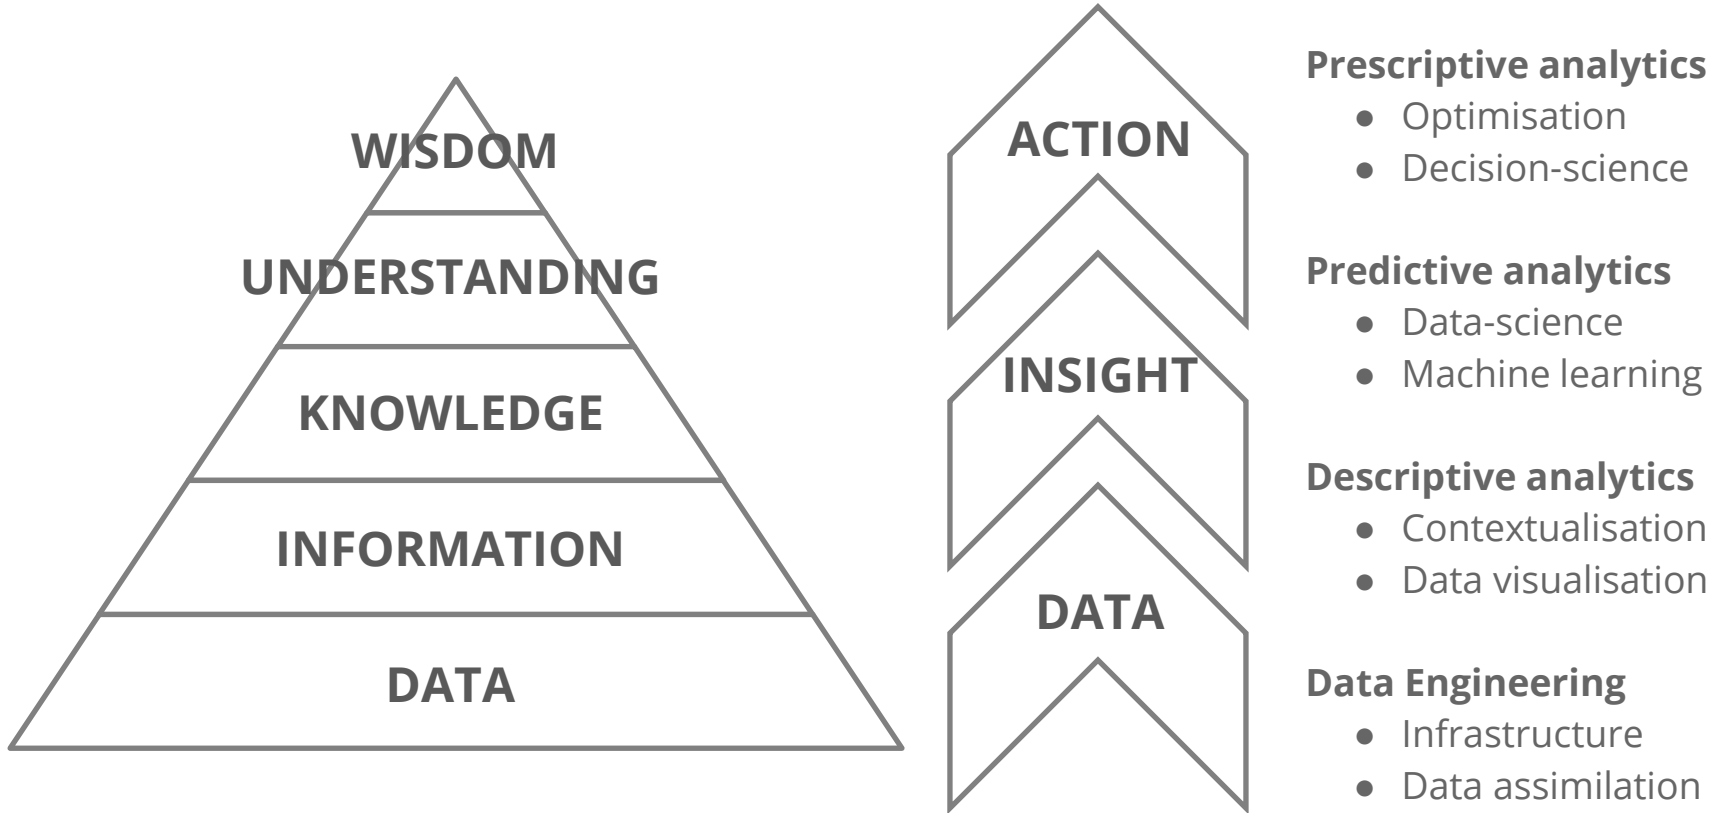 WISDOM
UNDERSTANDING
KNOWLEDGE
INFORMATION
DATA
ACTION
INSIGHT
DATA
Prescriptive analytics
● Optimisation
● Decision-science
Predictive analytics
● Data-science
● Machine learning
Descriptive analytics
● Contextualisation
● Data visualisation
Data Engineering
● Infrastructure
● Data assimilation